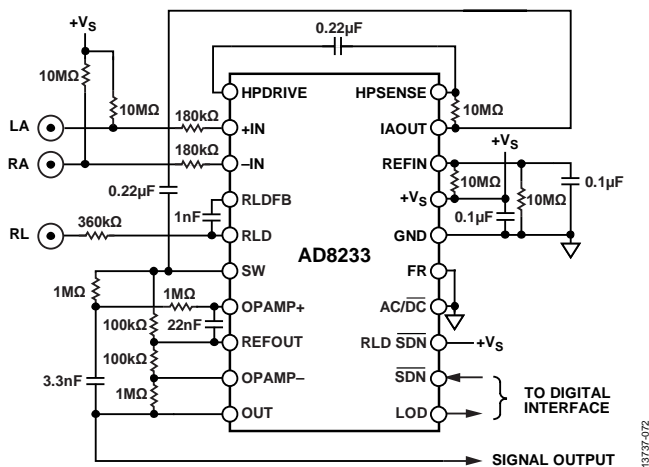 +VS
0.22µF
10MΩ
10MΩ
HPDRIVE
HPSENSE
10MΩ
LA
180kΩ
+IN
IAOUT
RA
180kΩ
–IN
REFIN
+VS
0.22µF
10MΩ
0.1µF
RLDFB
+VS
10MΩ
1nF
0.1µF
RL
360kΩ
RLD
GND
AD8233
SW
FR
1MΩ
1MΩ
OPAMP+
AC/DC
100kΩ
22nF
REFOUT
RLD SDN
+VS
100kΩ
3.3nF
OPAMP–
SDN
1MΩ
TO DIGITAL
INTERFACE
OUT
LOD
SIGNAL OUTPUT
13737-072